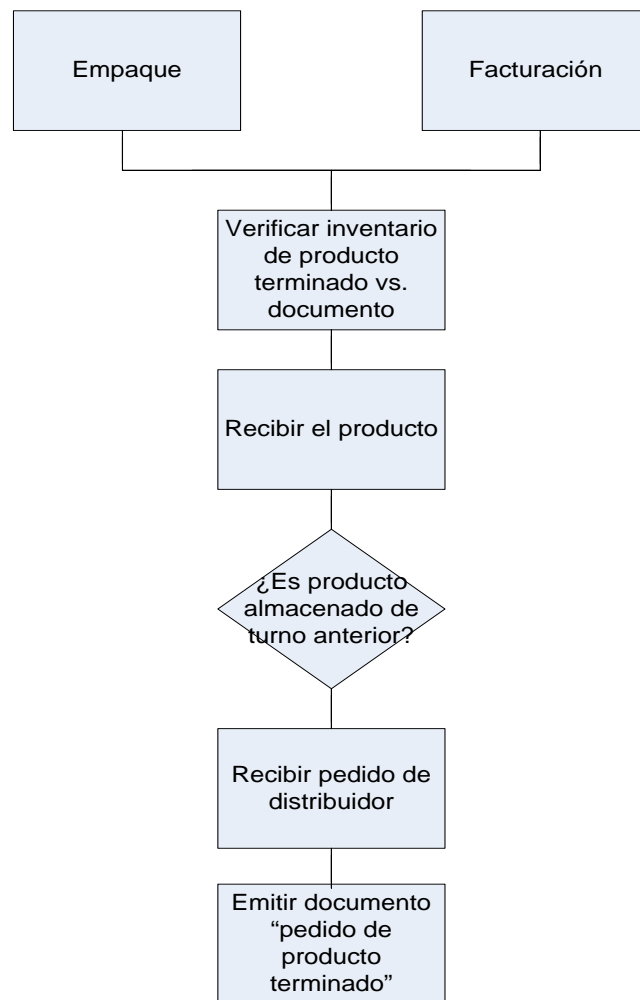 Empaque
Facturación
Verificar inventario
de producto
terminado vs.
documento
Recibir el producto
¿Es producto
almacenado de
turno anterior?
Recibir pedido de
distribuidor
Emitir documento
“pedido de
producto
terminado”